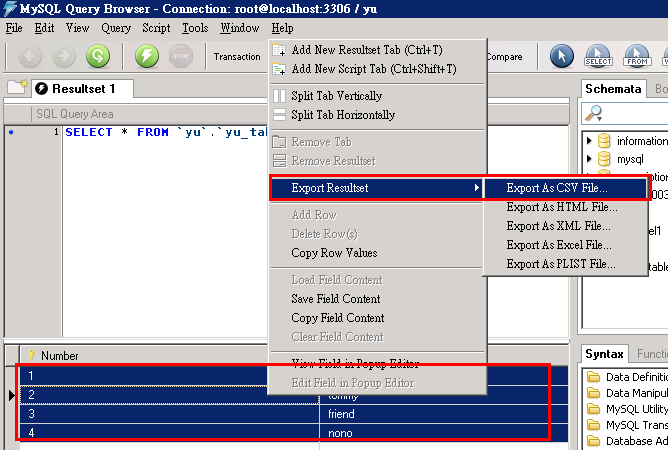 MySQL Query Browser - Connection: root@localhost:3306 / yu
File Edit View Query Script Tools Window Help
Transaction
Compare
SELECT
FROM
Resultset 1
SQL Query Area
1 SELECT * FROM `yu`.`yu_tab
Add New Resultset Tab (Ctrl+T)
Add New Script Tab (Ctrl+Shift+T)
Split Tab Vertically
Split Tab Horizontally
Remove Tab
Remove Resultset
Export Resultset
Add Row
Delete Row(s)
Copy Row Values
Load Field Content
Save Field Content
Copy Field Content
Clear Field Content
View Field in Popup Editor
Edit Field in Popup Editor
Export As CSV File...
Export As HTML File...
Export As XML File...
Export As Excel File...
Export As PLIST File...
Schemata
Bo
information
mysql
Number
1
2 tommy
3 friend
4 nono
Syntax
Function
Data Definiti
Data Manipul
MySQL Utility
MySQL Trans
Database Ad